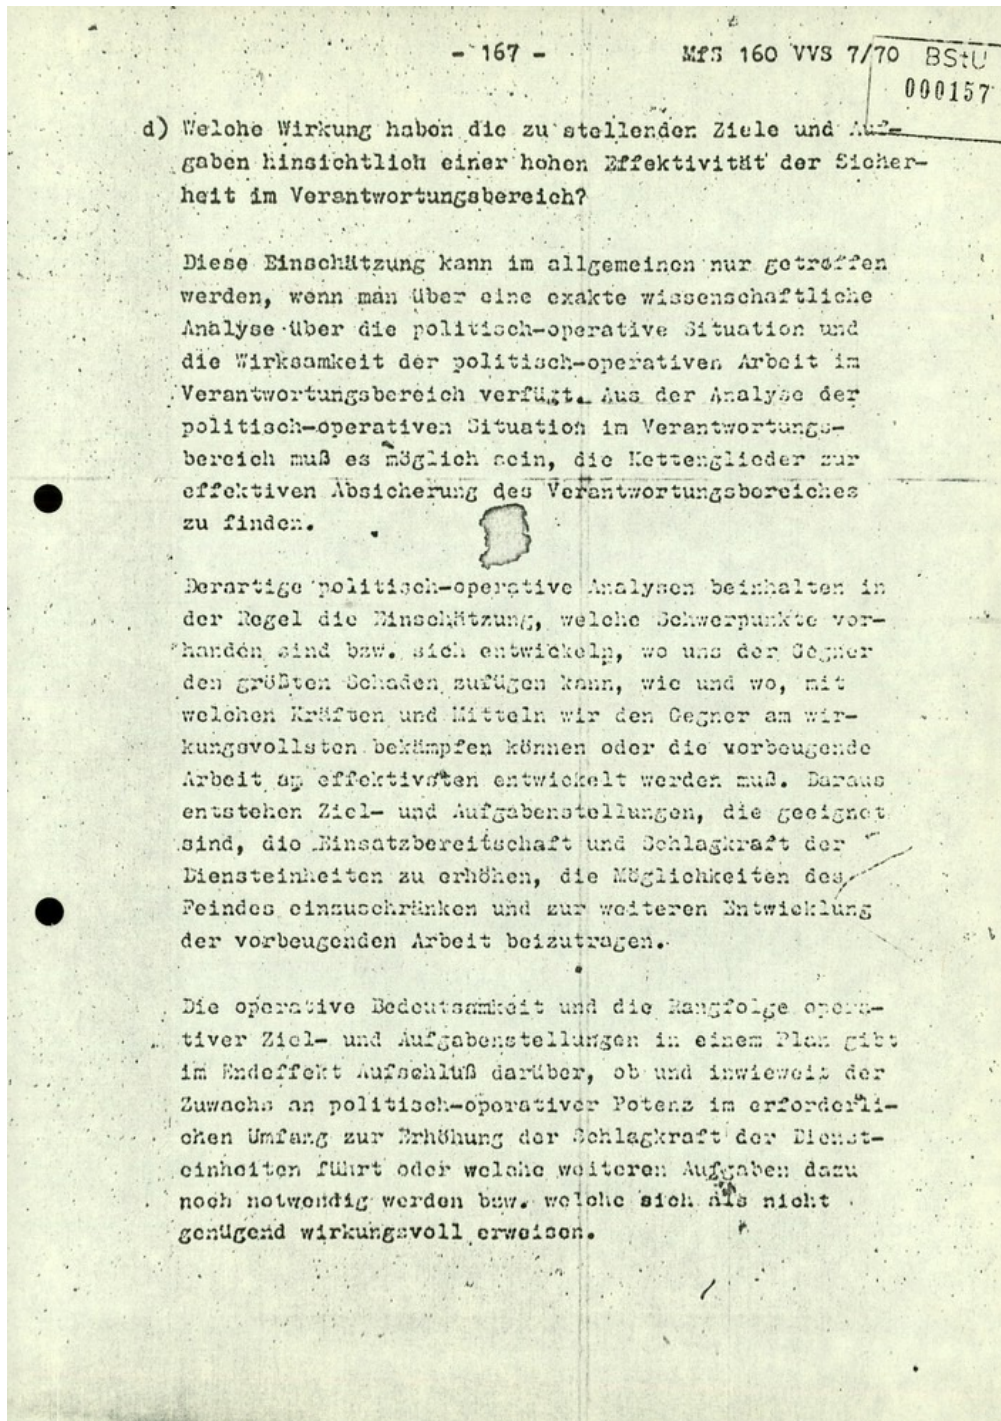 - 167 -
MfS 160 VVS 7/70
BStU
000157
d) Welche Wirkung haben die zu stellenden Ziele und Auf-
gaben hinsichtlich einer hohen Effektivität der Sicher-
heit im Verantwortungsbereich?
Diese Einschätzung kann im allgemeinen nur getroffen
werden, wenn man über eine exakte wissenschaftliche
Analyse über die politisch-operative Situation und
die Wirksamkeit der politisch-operativen Arbeit im
Verantwortungsbereich verfügt. Aus der Analyse der
politisch-operativen Situation im Verantwortungs-
bereich muß es möglich sein, die Kettenglieder zur
effektiven Absicherung des Verantwortungsbereiches
zu finden.
Derartige politisch-operative Analysen beinhalten in
der Regel die Einschätzung, welche Schwerpunkte vor-
handen sind bzw. sich entwickeln, wo uns der Gegner
den größten Schaden zufügen kann, wie und wo, mit
welchen Kräften und Mitteln wir den Gegner am wir-
kungsvollsten bekämpfen können oder die vorbeugende
Arbeit am effektivsten entwickelt werden muß. Daraus
entstehen Ziel- und Aufgabenstellungen, die geeignet
sind, die Einsatzbereitschaft und Schlagkraft der
Diensteinheiten zu erhöhen, die Möglichkeiten des
Feindes einzuschränken und zur weiteren Entwicklung
der vorbeugenden Arbeit beizutragen.
Die operative Bedeutsamkeit und die Rangfolge opera-
tiver Ziel- und Aufgabenstellungen in einem Plan gibt
im Endeffekt Aufschluß darüber, ob und inwieweit der
Zuwachs an politisch-operativer Potenz im erforderli-
chen Umfang zur Erhöhung der Schlagkraft der Dienst-
einheiten führt oder welche weiteren Aufgaben dazu
noch notwendig werden bzw. welche sich als nicht
genügend wirkungsvoll erweisen.